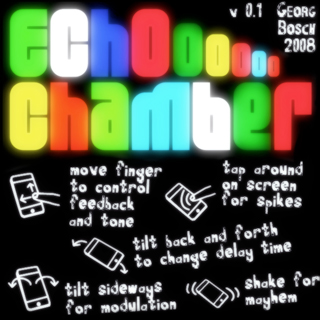 EchOooooo
v 0.1 Georg
Bosch
2008
Chamber
move finger
to control
feedback
and tone
tap around
on screen
for spikes
tilt back and forth
to change delay time
tilt sideways
for modulation
shake for
mayhem